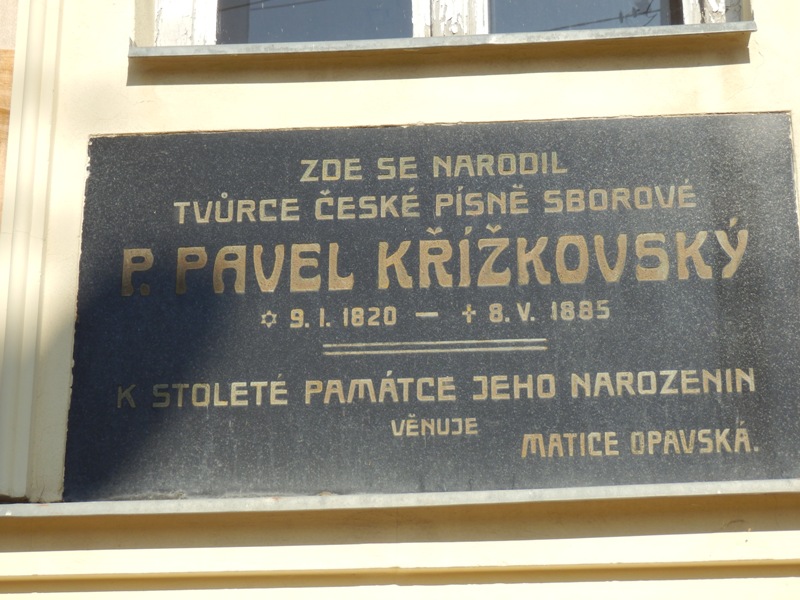 ZDE SE NARODIL
TVŮRCE ČESKÉ PÍSNĚ SBOROVÉ
P. PAVEL KŘÍŽKOVSKÝ
✡ 9. I. 1820 — ✝ 8. V. 1885
K STOLETÉ PAMÁTCE JEHO NAROZENIN
VĚNUJE
MATICE OPAVSKÁ.